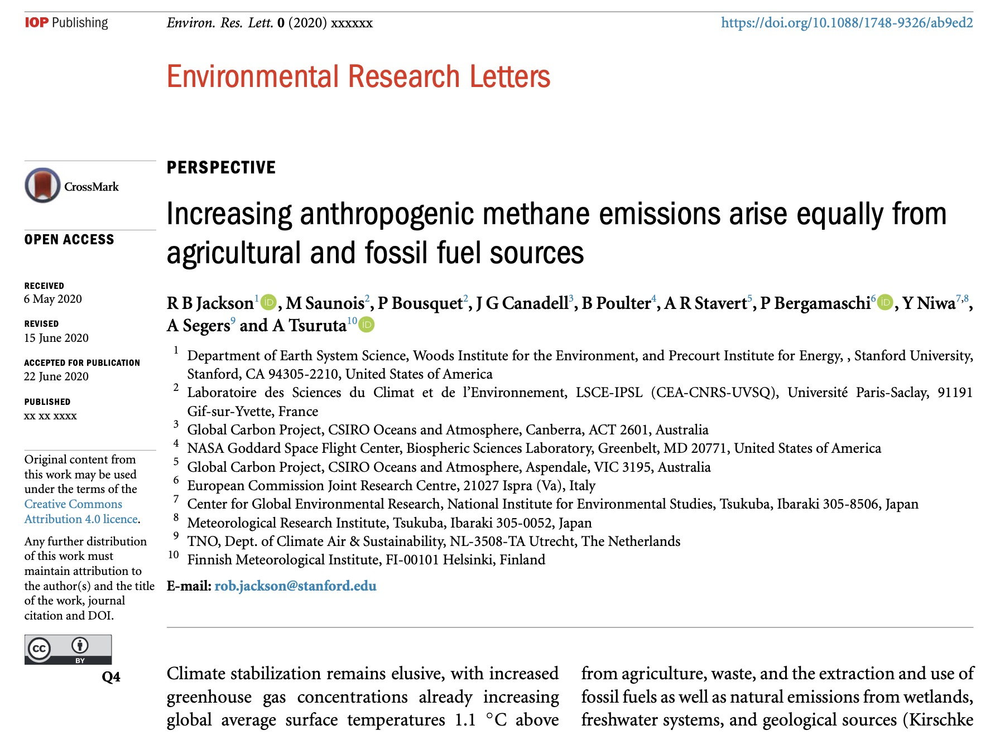 IOP Publishing
Environ. Res. Lett. 0 (2020) xxxxxx
https://doi.org/10.1088/1748-9326/ab9ed2
Environmental Research Letters
CrossMark
OPEN ACCESS
RECEIVED
6 May 2020
REVISED
15 June 2020
ACCEPTED FOR PUBLICATION
22 June 2020
PUBLISHED
xx xx xxxx
Original content from
this work may be used
under the terms of the
Creative Commons
Attribution 4.0 licence.
Any further distribution
of this work must
maintain attribution to
the author(s) and the title
of the work, journal
citation and DOI.
cc
BY
Q4
PERSPECTIVE
Increasing anthropogenic methane emissions arise equally from
agricultural and fossil fuel sources
R B Jackson1 iD, M Saunois2, P Bousquet2, J G Canadell3, B Poulter4, A R Stavert5, P Bergamaschi6 iD, Y Niwa7,8,
A Segers9 and A Tsuruta10 iD
1 Department of Earth System Science, Woods Institute for the Environment, and Precourt Institute for Energy, , Stanford University,
Stanford, CA 94305-2210, United States of America
2 Laboratoire des Sciences du Climat et de l’Environnement, LSCE-IPSL (CEA-CNRS-UVSQ), Université Paris-Saclay, 91191
Gif-sur-Yvette, France
3 Global Carbon Project, CSIRO Oceans and Atmosphere, Canberra, ACT 2601, Australia
4 NASA Goddard Space Flight Center, Biospheric Sciences Laboratory, Greenbelt, MD 20771, United States of America
5 Global Carbon Project, CSIRO Oceans and Atmosphere, Aspendale, VIC 3195, Australia
6 European Commission Joint Research Centre, 21027 Ispra (Va), Italy
7 Center for Global Environmental Research, National Institute for Environmental Studies, Tsukuba, Ibaraki 305-8506, Japan
8 Meteorological Research Institute, Tsukuba, Ibaraki 305-0052, Japan
9 TNO, Dept. of Climate Air & Sustainability, NL-3508-TA Utrecht, The Netherlands
10 Finnish Meteorological Institute, FI-00101 Helsinki, Finland
E-mail: rob.jackson@stanford.edu
Climate stabilization remains elusive, with increased
greenhouse gas concentrations already increasing
global average surface temperatures 1.1 °C above
from agriculture, waste, and the extraction and use of
fossil fuels as well as natural emissions from wetlands,
freshwater systems, and geological sources (Kirschke